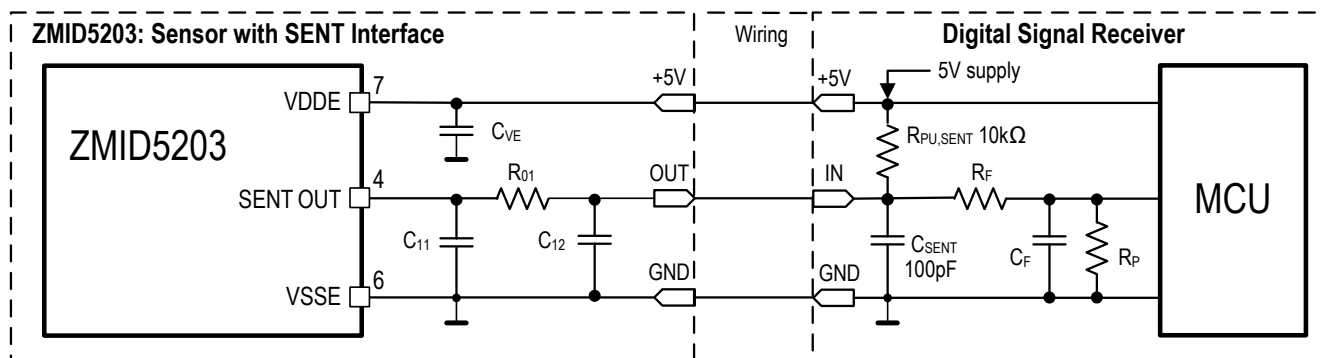 ZMID5203: Sensor with SENT Interface
Wiring
Digital Signal Receiver
ZMID5203
VDDE
7
SENT OUT
4
VSSE
6
CVE
R01
C11
C12
+5V
OUT
GND
+5V
IN
GND
5V supply
RPU,SENT 10kΩ
RF
CSENT
100pF
CF
RP
MCU